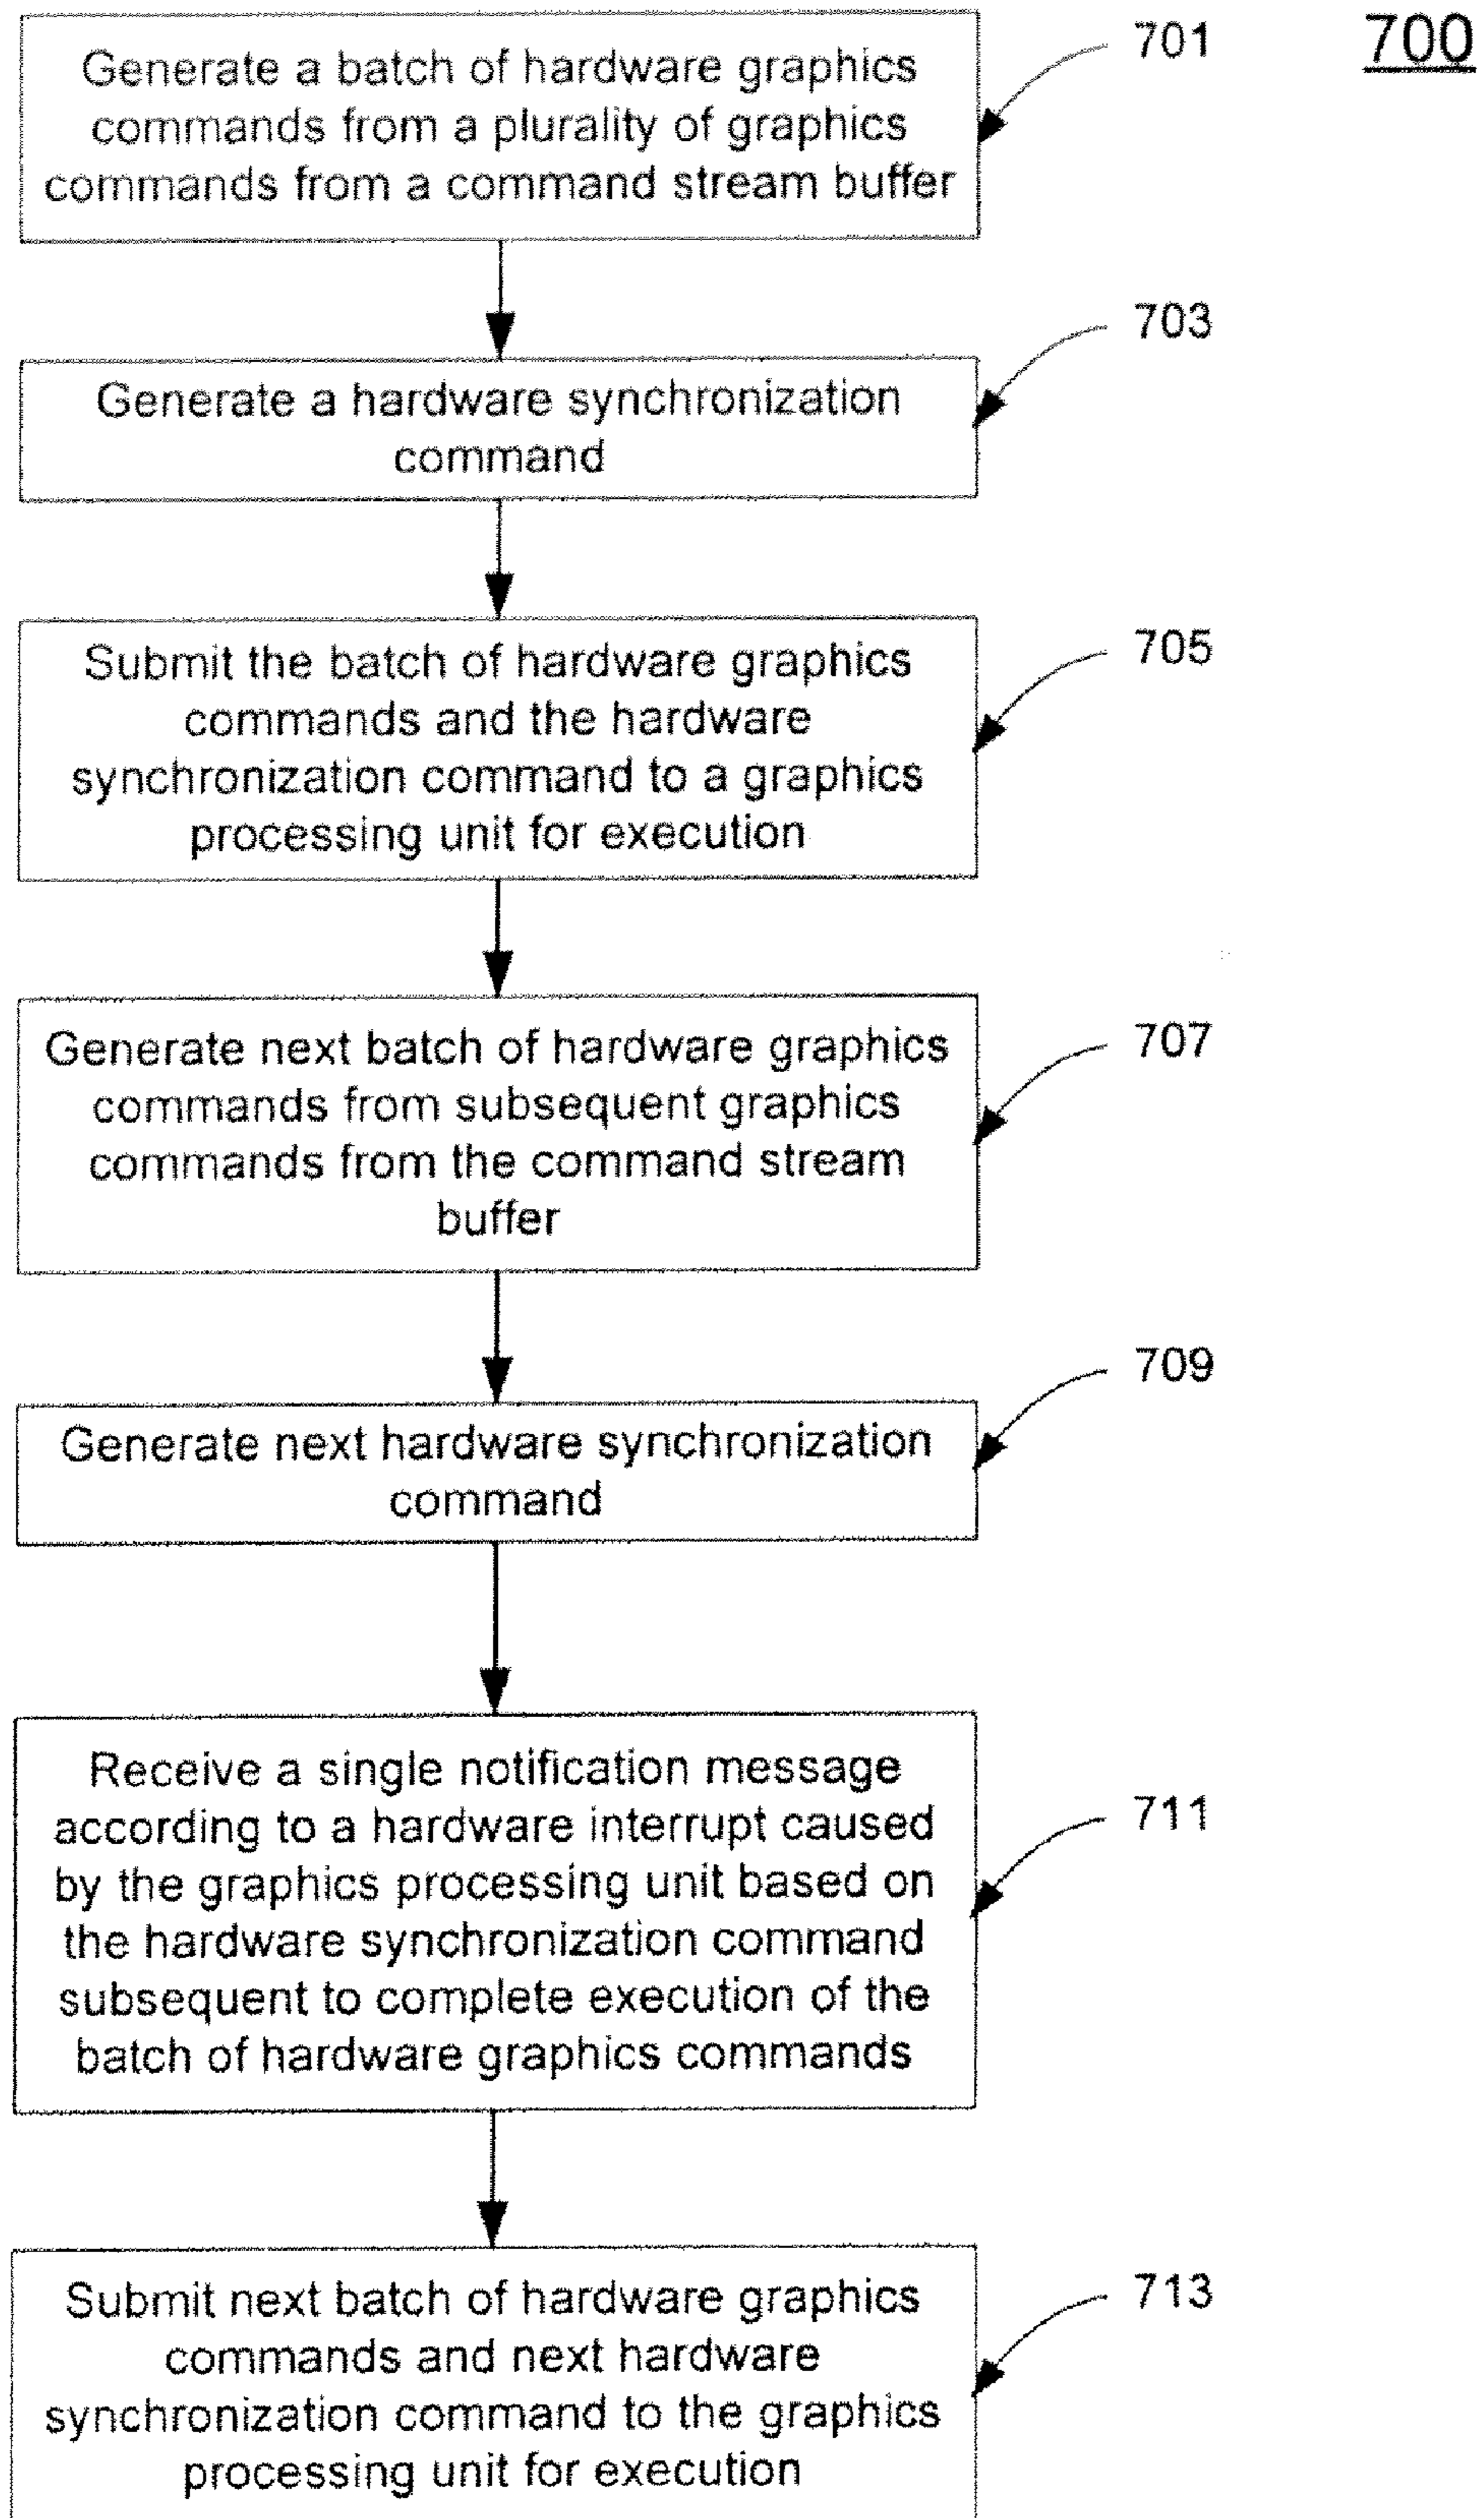 700
Generate a batch of hardware graphics
commands from a plurality of graphics
commands from a command stream buffer
701
Generate a hardware synchronization
command
703
Submit the batch of hardware graphics
commands and the hardware
synchronization command to a graphics
processing unit for execution
705
Generate next batch of hardware graphics
commands from subsequent graphics
commands from the command stream
buffer
707
Generate next hardware synchronization
command
709
Receive a single notification message
according to a hardware interrupt caused
by the graphics processing unit based on
the hardware synchronization command
subsequent to complete execution of the
batch of hardware graphics commands
711
Submit next batch of hardware graphics
commands and next hardware
synchronization command to the graphics
processing unit for execution
713